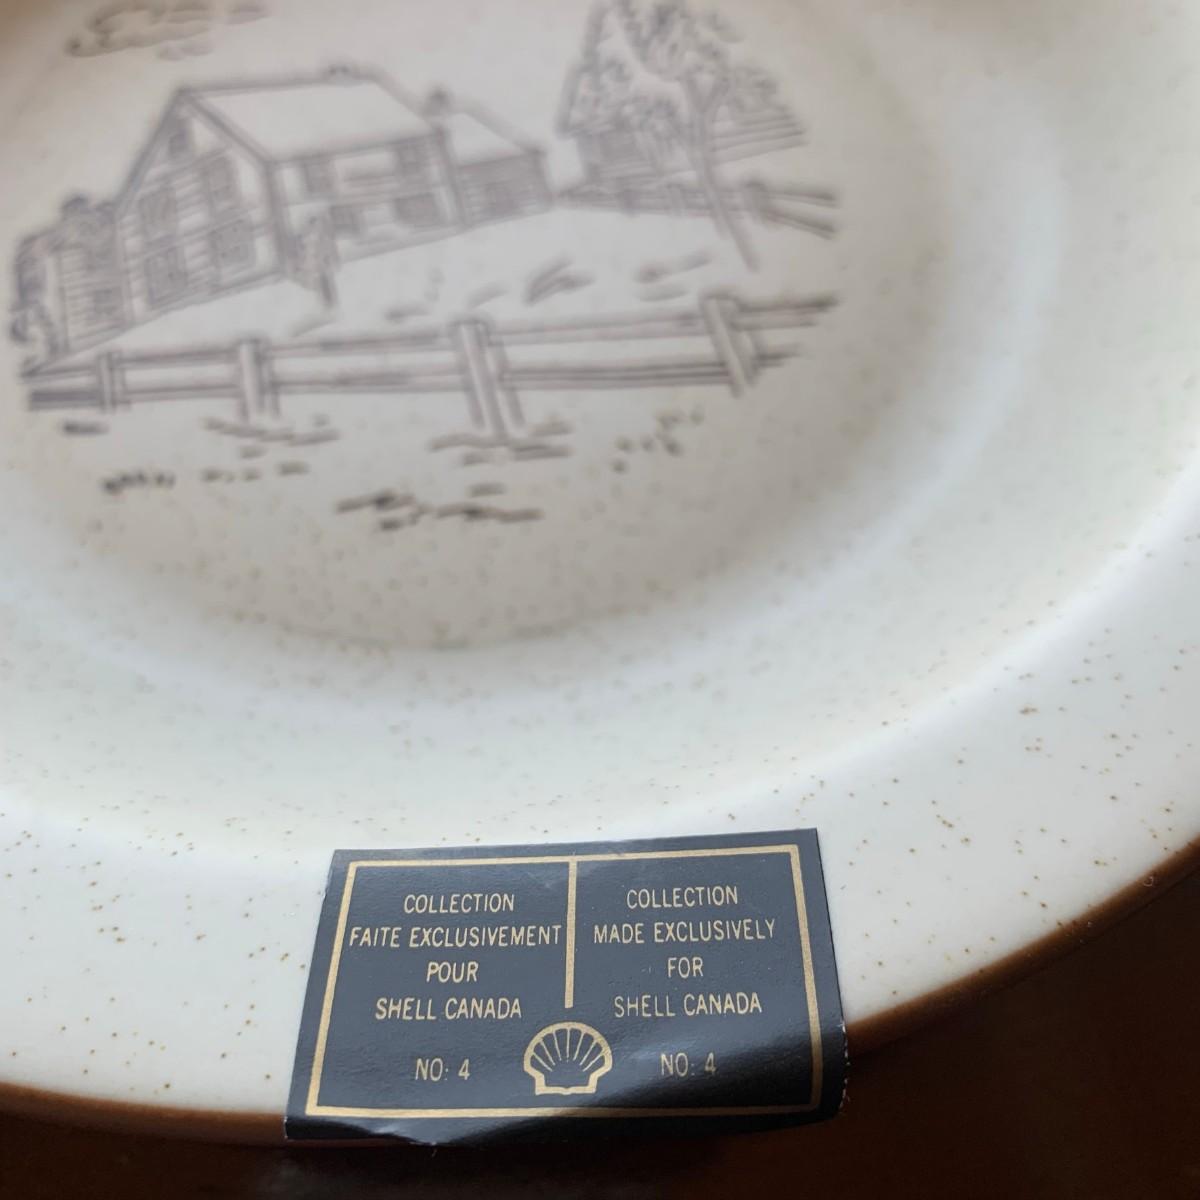 COLLECTION
FAITE EXCLUSIVEMENT
POUR
SHELL CANADA
NO: 4
COLLECTION
MADE EXCLUSIVELY
FOR
SHELL CANADA
NO: 4